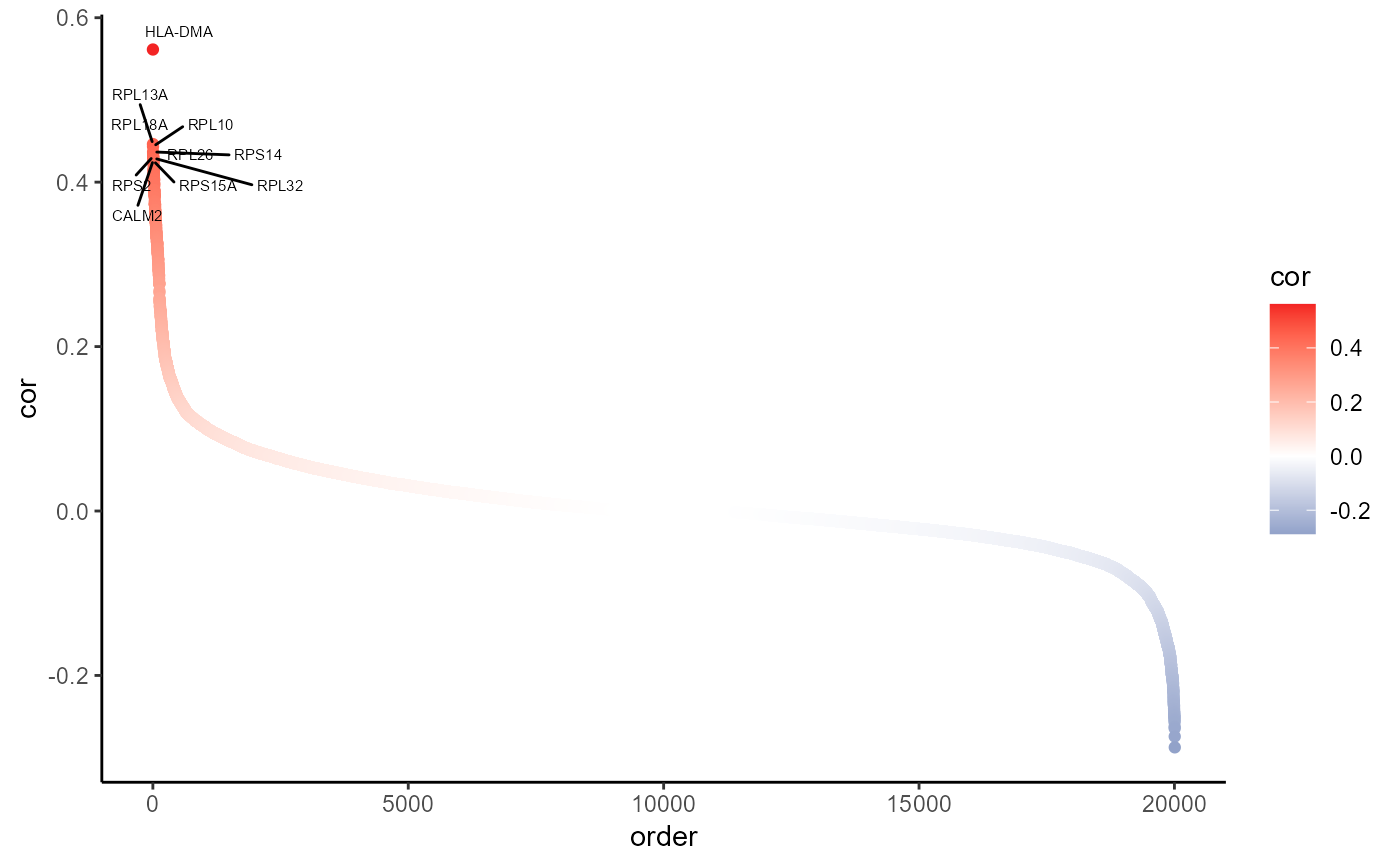 0.6
HLA-DMA
RPL13A
RPL18A
RPL10
RPL26
RPS14
0.4
RPS2
RPS15A
RPL32
CALM2
0.2
cor
0.0
-0.2
0
5000
10000
15000
20000
order
cor
0.4
0.2
0.0
-0.2